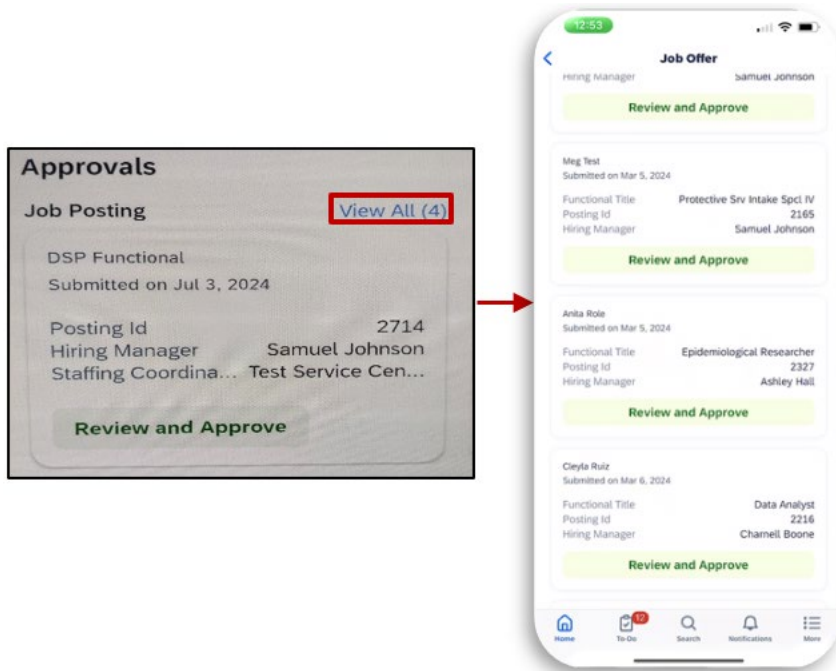 Approvals
Job Posting View All (4)
DSP Functional
Submitted on Jul 3, 2024
Posting Id 2714
Hiring Manager Samuel Johnson
Staffing Coordina... Test Service Cen...
Review and Approve
12:53
Job Offer
Hiring Manager Samuel Johnson
Review and Approve
Meg Test
Submitted on Mar 5, 2024
Functional Title Protective Srv Intake Spcl IV
Posting Id 2165
Hiring Manager Samuel Johnson
Review and Approve
Anita Role
Submitted on Mar 5, 2024
Functional Title Epidemiological Researcher
Posting Id 2327
Hiring Manager Ashley Hall
Review and Approve
Cleyla Ruiz
Submitted on Mar 6, 2024
Functional Title Data Analyst
Posting Id 2216
Hiring Manager Charnell Boone
Review and Approve
12
Home To-Do Search Notifications More